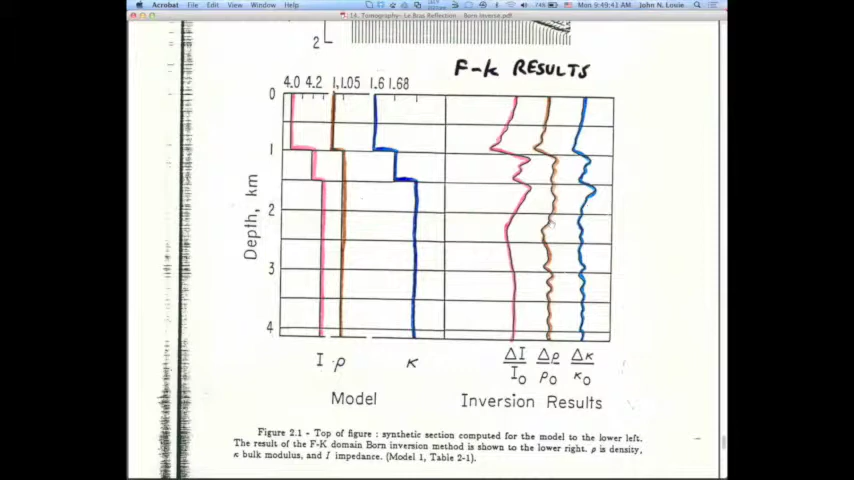 Acrobat File Edit View Window Help
74% Mon 9:49:41 AM John N. Louie
14. Tomography- Le Bras Reflection Born Inverse.pdf
2
F-k RESULTS
4.0 4.2 1, 1.05 1.6 1.68
0
1
2
3
4
Depth, km
I ρ κ
ΔI Δρ Δκ
I₀ ρ₀ κ₀
Model Inversion Results
Figure 2.1 - Top of figure : synthetic section computed for the model to the lower left.
The result of the F-K domain Born inversion method is shown to the lower right. ρ is density,
κ bulk modulus, and I impedance. (Model 1, Table 2-1).